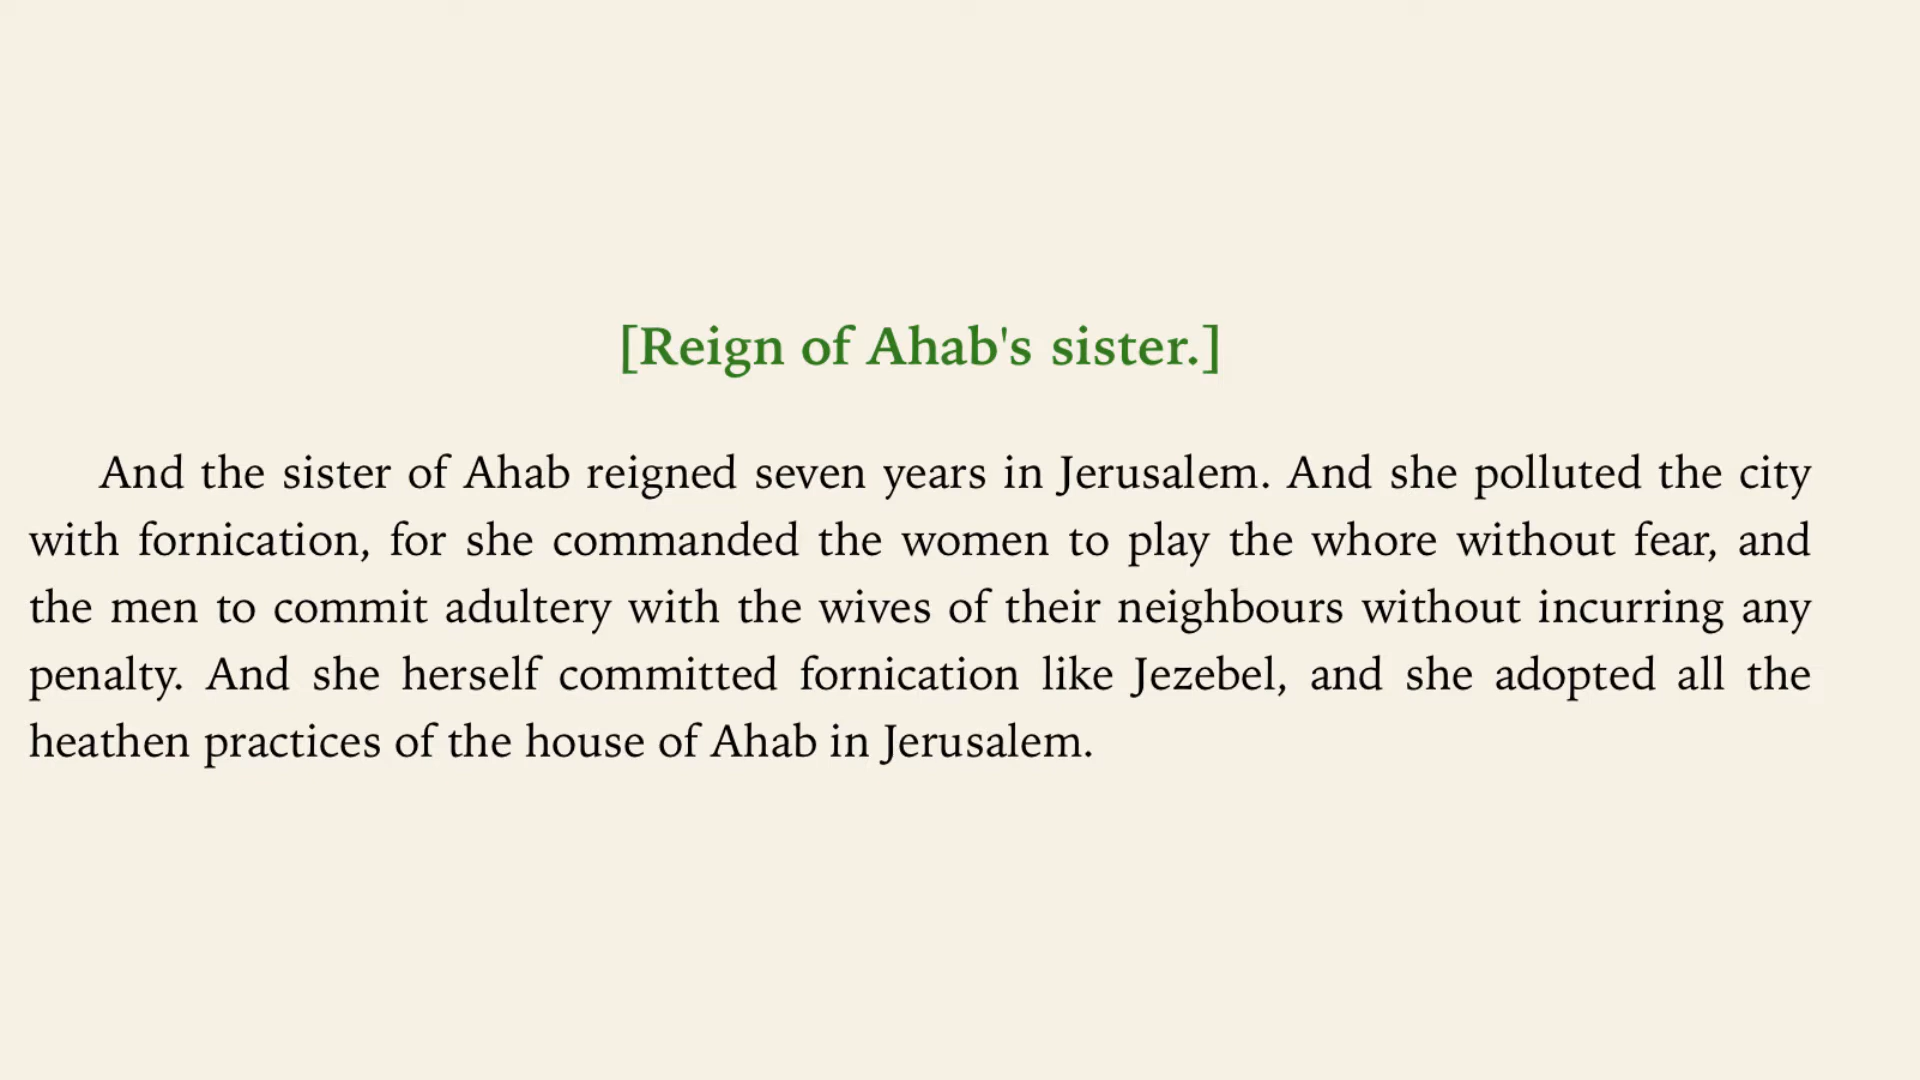 [Reign of Ahab's sister.]
And the sister of Ahab reigned seven years in Jerusalem. And she polluted the city
with fornication, for she commanded the women to play the whore without fear, and
the men to commit adultery with the wives of their neighbours without incurring any
penalty. And she herself committed fornication like Jezebel, and she adopted all the
heathen practices of the house of Ahab in Jerusalem.